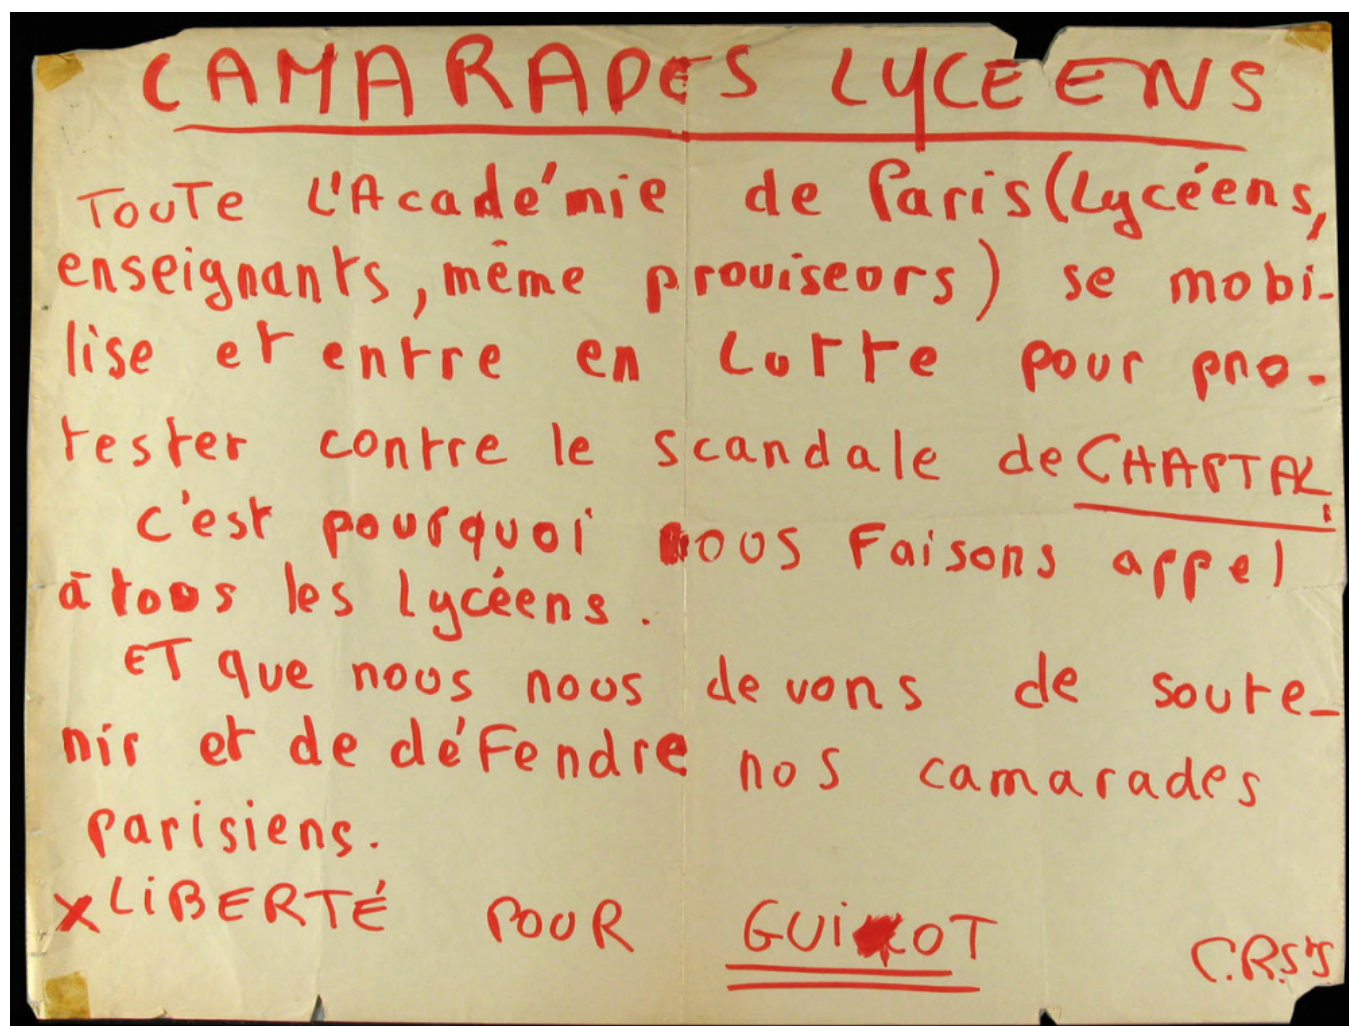 CAMARADES LYCEENS
TOUTE L'Académie de Paris (Lycéens,
enseignants, même proviseurs) se mobi-
lise et entre en Lutte pour pro-
tester contre le scandale de CHAPTAL.
c'est pourquoi nous Faisons appel
à tous les Lycéens.
ET que nous nous devons de soute-
nir et de déFendre nos camarades
parisiens.
x LiBERTÉ POUR GUiOT